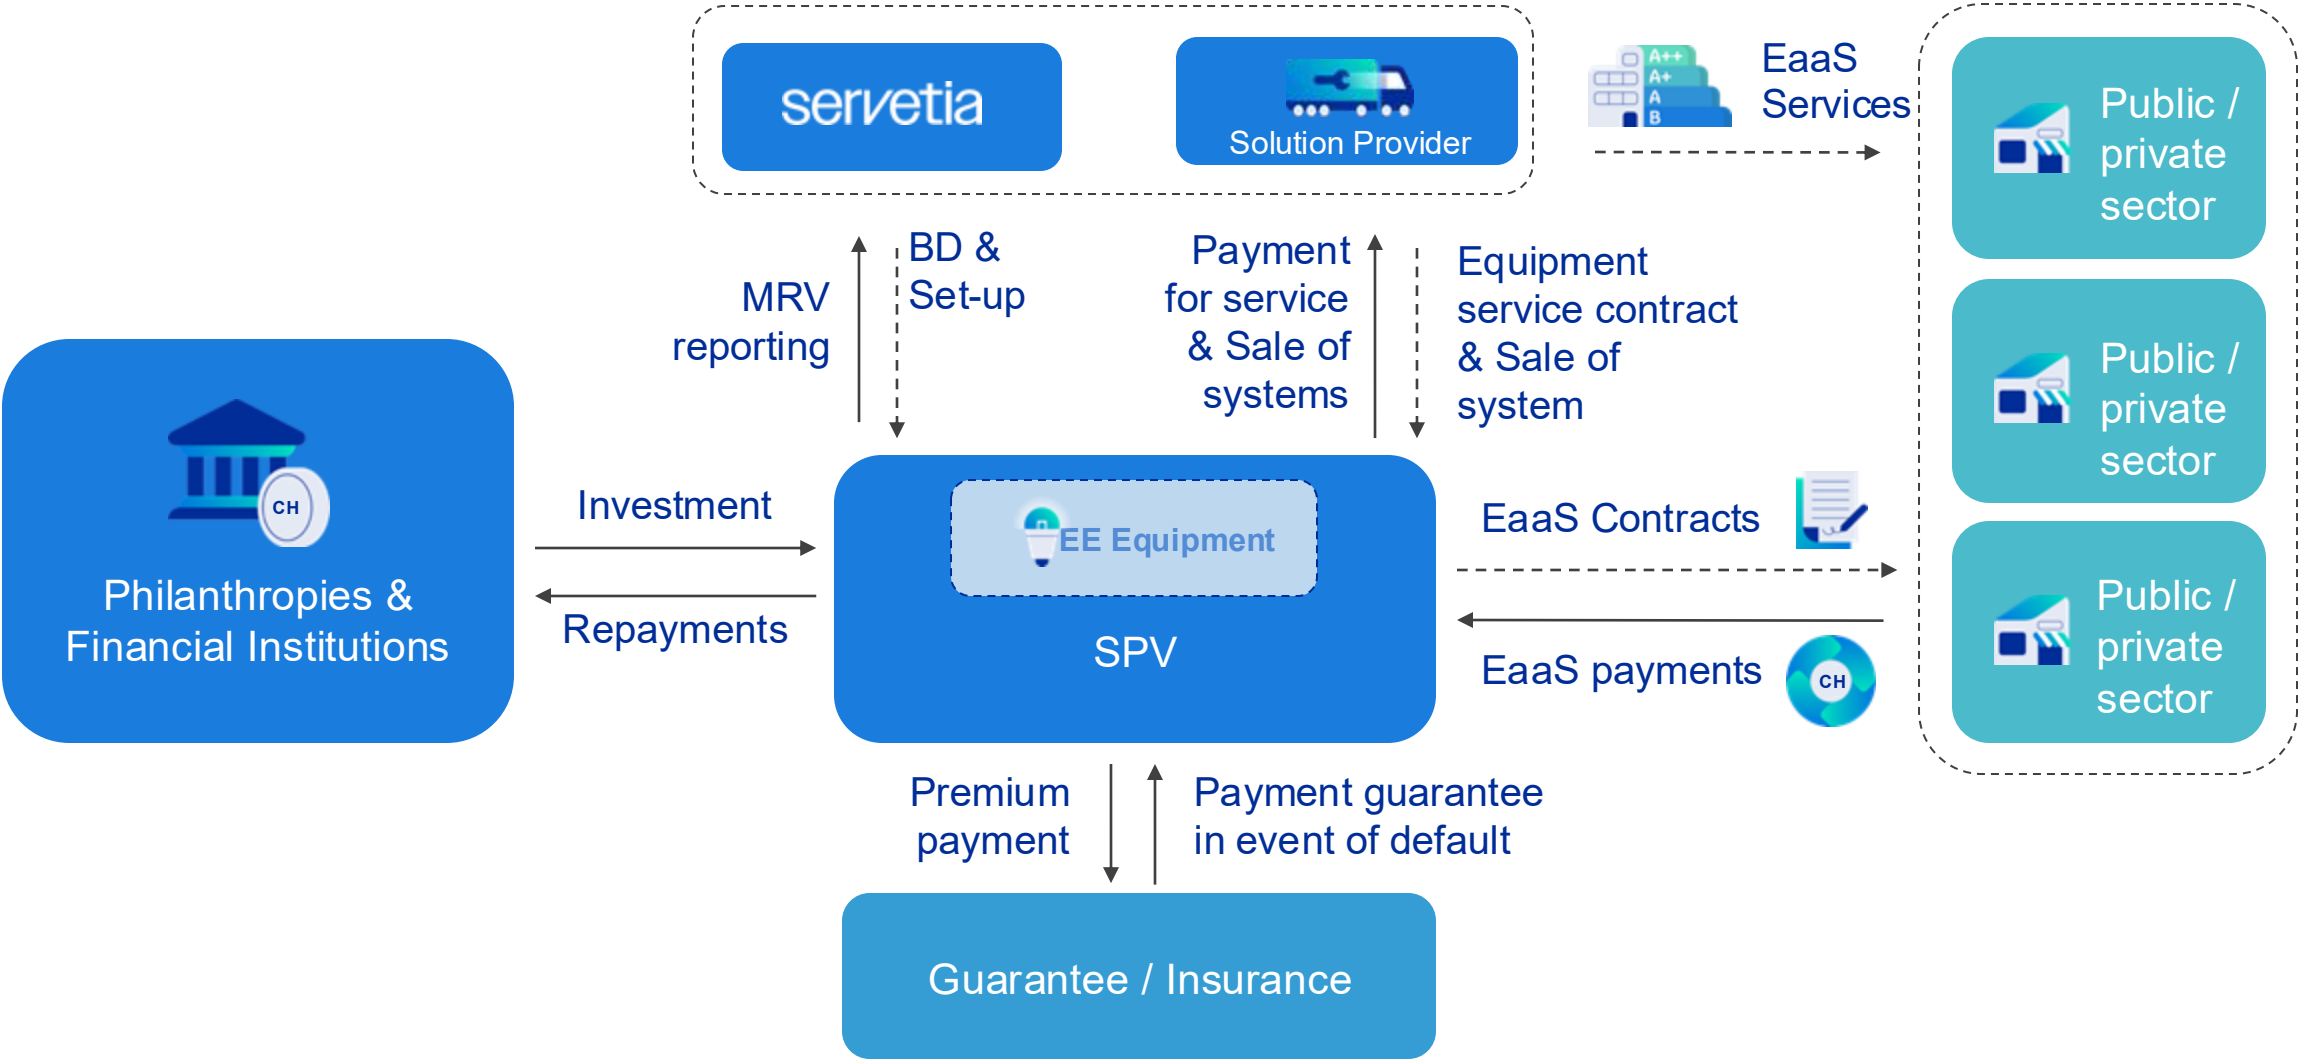 servetia
Solution Provider
A++
A+
A
B
EaaS
Services
Public /
private
sector
BD &
Set-up
MRV
reporting
Payment
for service
& Sale of
systems
Equipment
service contract
& Sale of
system
Public /
private
sector
CH
Philanthropies &
Financial Institutions
Investment
Repayments
EE Equipment
SPV
EaaS Contracts
EaaS payments
CH
Public /
private
sector
Premium
payment
Payment guarantee
in event of default
Guarantee / Insurance